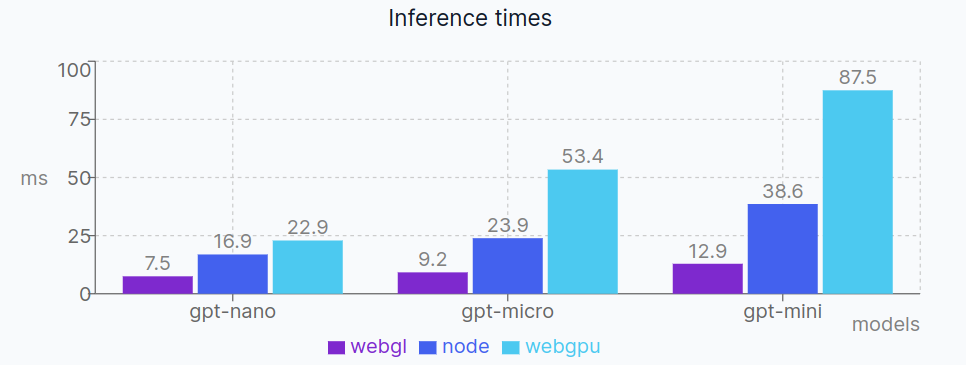 Inference times
100
75
ms
50
25
0
7.5
16.9
22.9
9.2
23.9
53.4
12.9
38.6
87.5
gpt-nano
gpt-micro
gpt-mini
models
webgl node webgpu